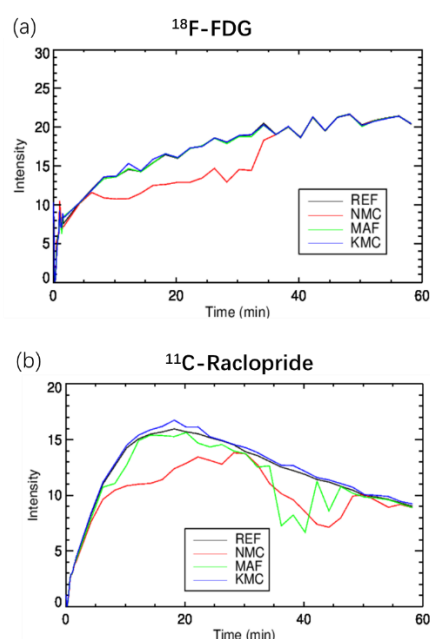 (a)
¹⁸F-FDG
30
25
20
15
10
5
0
Intensity
REF
NMC
MAF
KMC
0 20 40 60
Time (min)
(b)
¹¹C-Raclopride
15
10
5
0
Intensity
REF
NMC
MAF
KMC
0 20 40 60
Time (min)